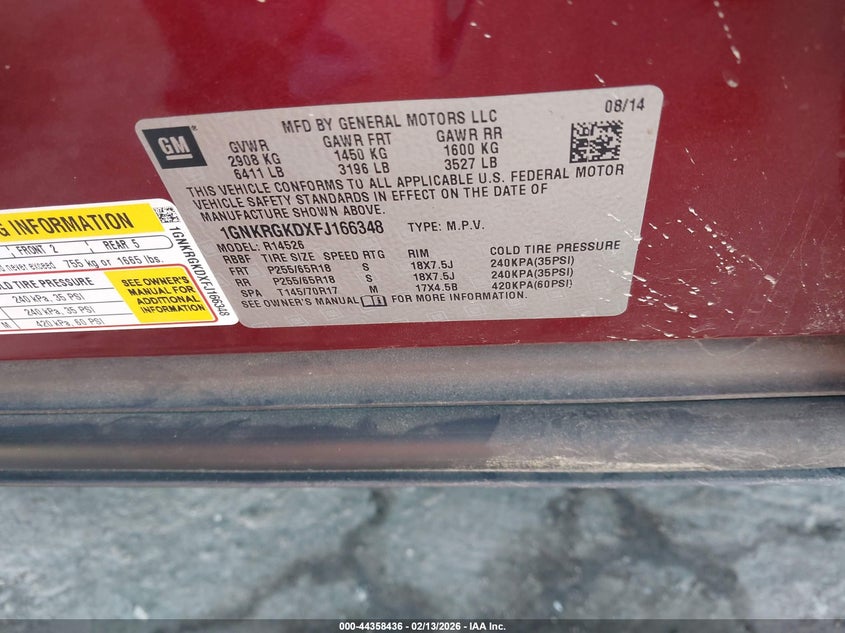 MFD BY GENERAL MOTORS LLC
08/14
GM
GVWR GAWR FRT GAWR RR
2908 KG 1450 KG 1600 KG
6411 LB 3196 LB 3527 LB
THIS VEHICLE CONFORMS TO ALL APPLICABLE U.S. FEDERAL MOTOR
VEHICLE SAFETY STANDARDS IN EFFECT ON THE DATE OF
MANUFACTURE SHOWN ABOVE.
1GNKRGKDXFJ166348 TYPE: M.P.V.
MODEL: R14526
RBBF TIRE SIZE SPEED RTG RIM COLD TIRE PRESSURE
FRT P255/65R18 S 18X7.5J 240KPA(35PSI)
RR P255/65R18 S 18X7.5J 240KPA(35PSI)
SPA T145/70R17 M 17X4.5B 420KPA(60PSI)
SEE OWNER'S MANUAL FOR MORE INFORMATION.
G INFORMATION
FRONT 2 REAR 5
never exceed 755 kg or 1665 lbs.
OLD TIRE PRESSURE
240 kPa, 35 PSI
240 kPa, 35 PSI
M 420 kPa, 60 PSI
SEE OWNER'S
MANUAL FOR
ADDITIONAL
INFORMATION
1GNKRGKDXFJ166348
000-44358436 - 02/13/2026 - IAA Inc.